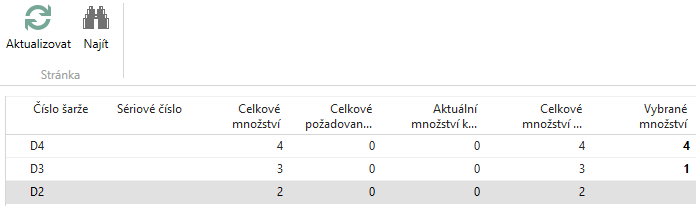 Aktualizovat Najít
Stránka
Číslo šarže Sériové číslo Celkové množství Celkové požadovan... Aktuální množství k... Celkové množství ... Vybrané množství
D4 4 0 0 4 4
D3 3 0 0 3 1
D2 2 0 0 2